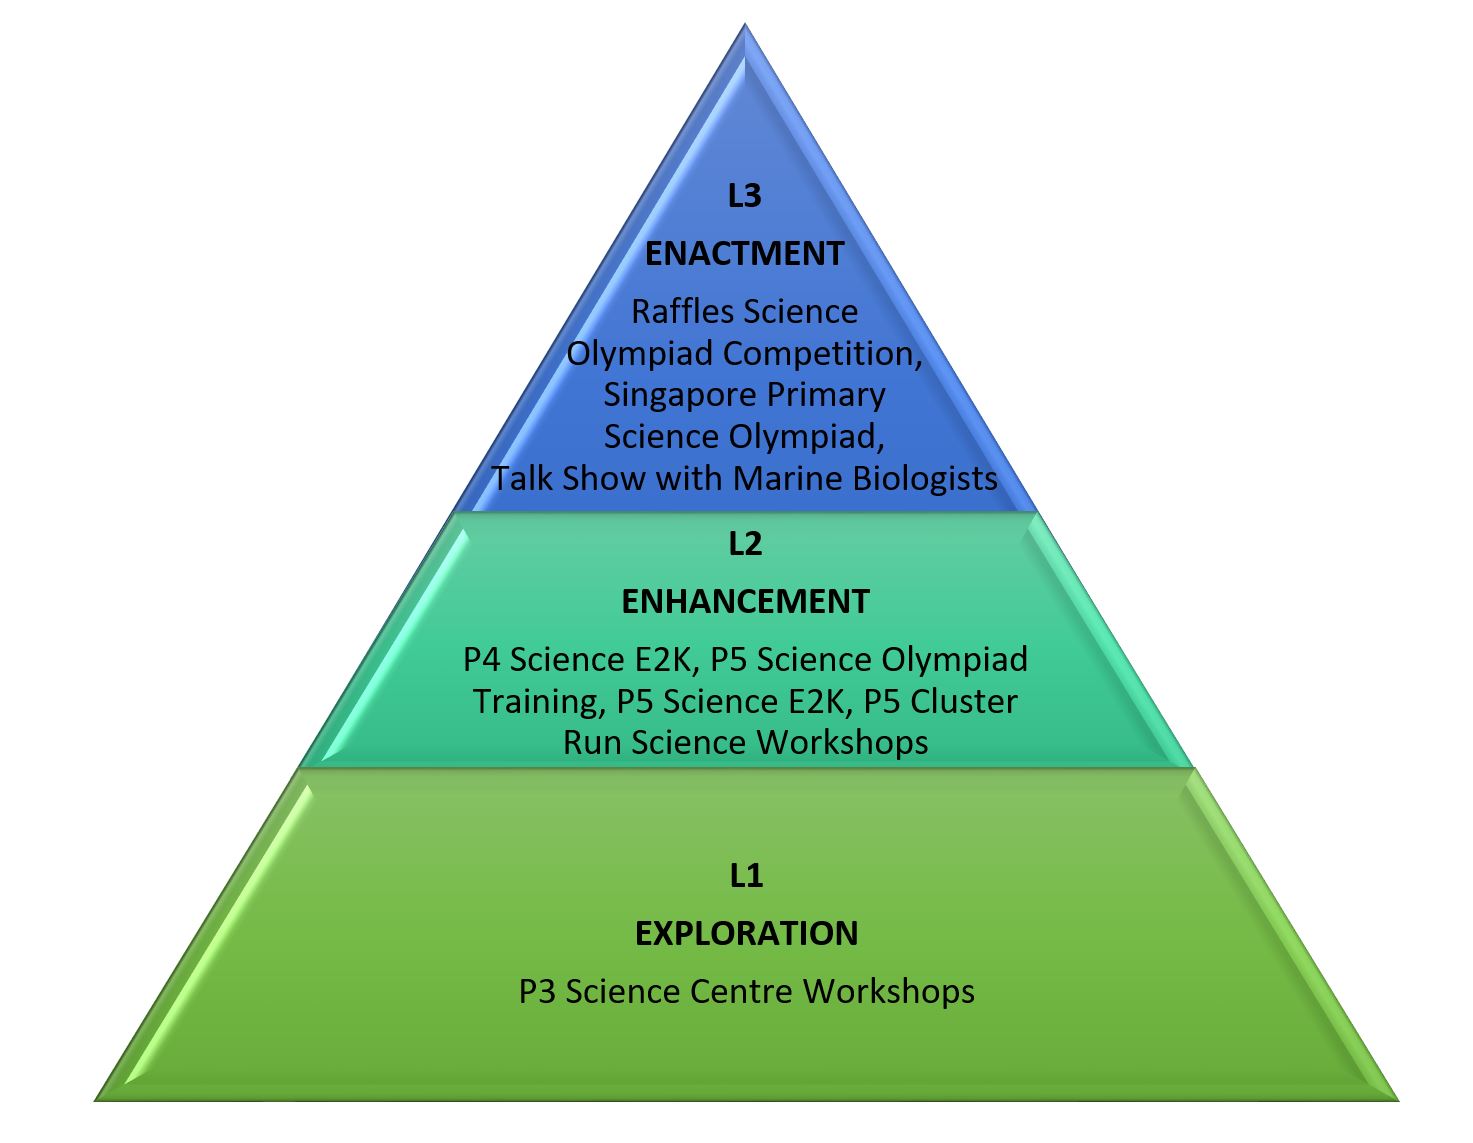 L3
ENACTMENT
Raffles Science
Olympiad Competition,
Singapore Primary
Science Olympiad,
Talk Show with Marine Biologists
L2
ENHANCEMENT
P4 Science E2K, P5 Science Olympiad
Training, P5 Science E2K, P5 Cluster
Run Science Workshops
L1
EXPLORATION
P3 Science Centre Workshops